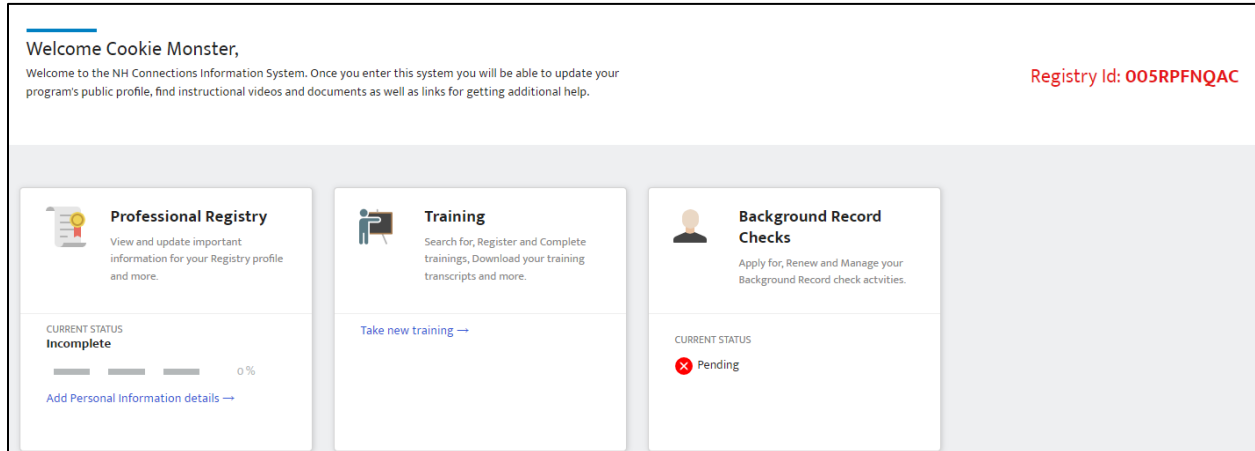 Welcome Cookie Monster,
Welcome to the NH Connections Information System. Once you enter this system you will be able to update your
program's public profile, find instructional videos and documents as well as links for getting additional help.
Registry Id: 005RPFNQAC
Professional Registry
View and update important
information for your Registry profile
and more.
CURRENT STATUS
Incomplete
0 %
Add Personal Information details →
Training
Search for, Register and Complete
trainings, Download your training
transcripts and more.
Take new training →
Background Record
Checks
Apply for, Renew and Manage your
Background Record check actvities.
CURRENT STATUS
Pending